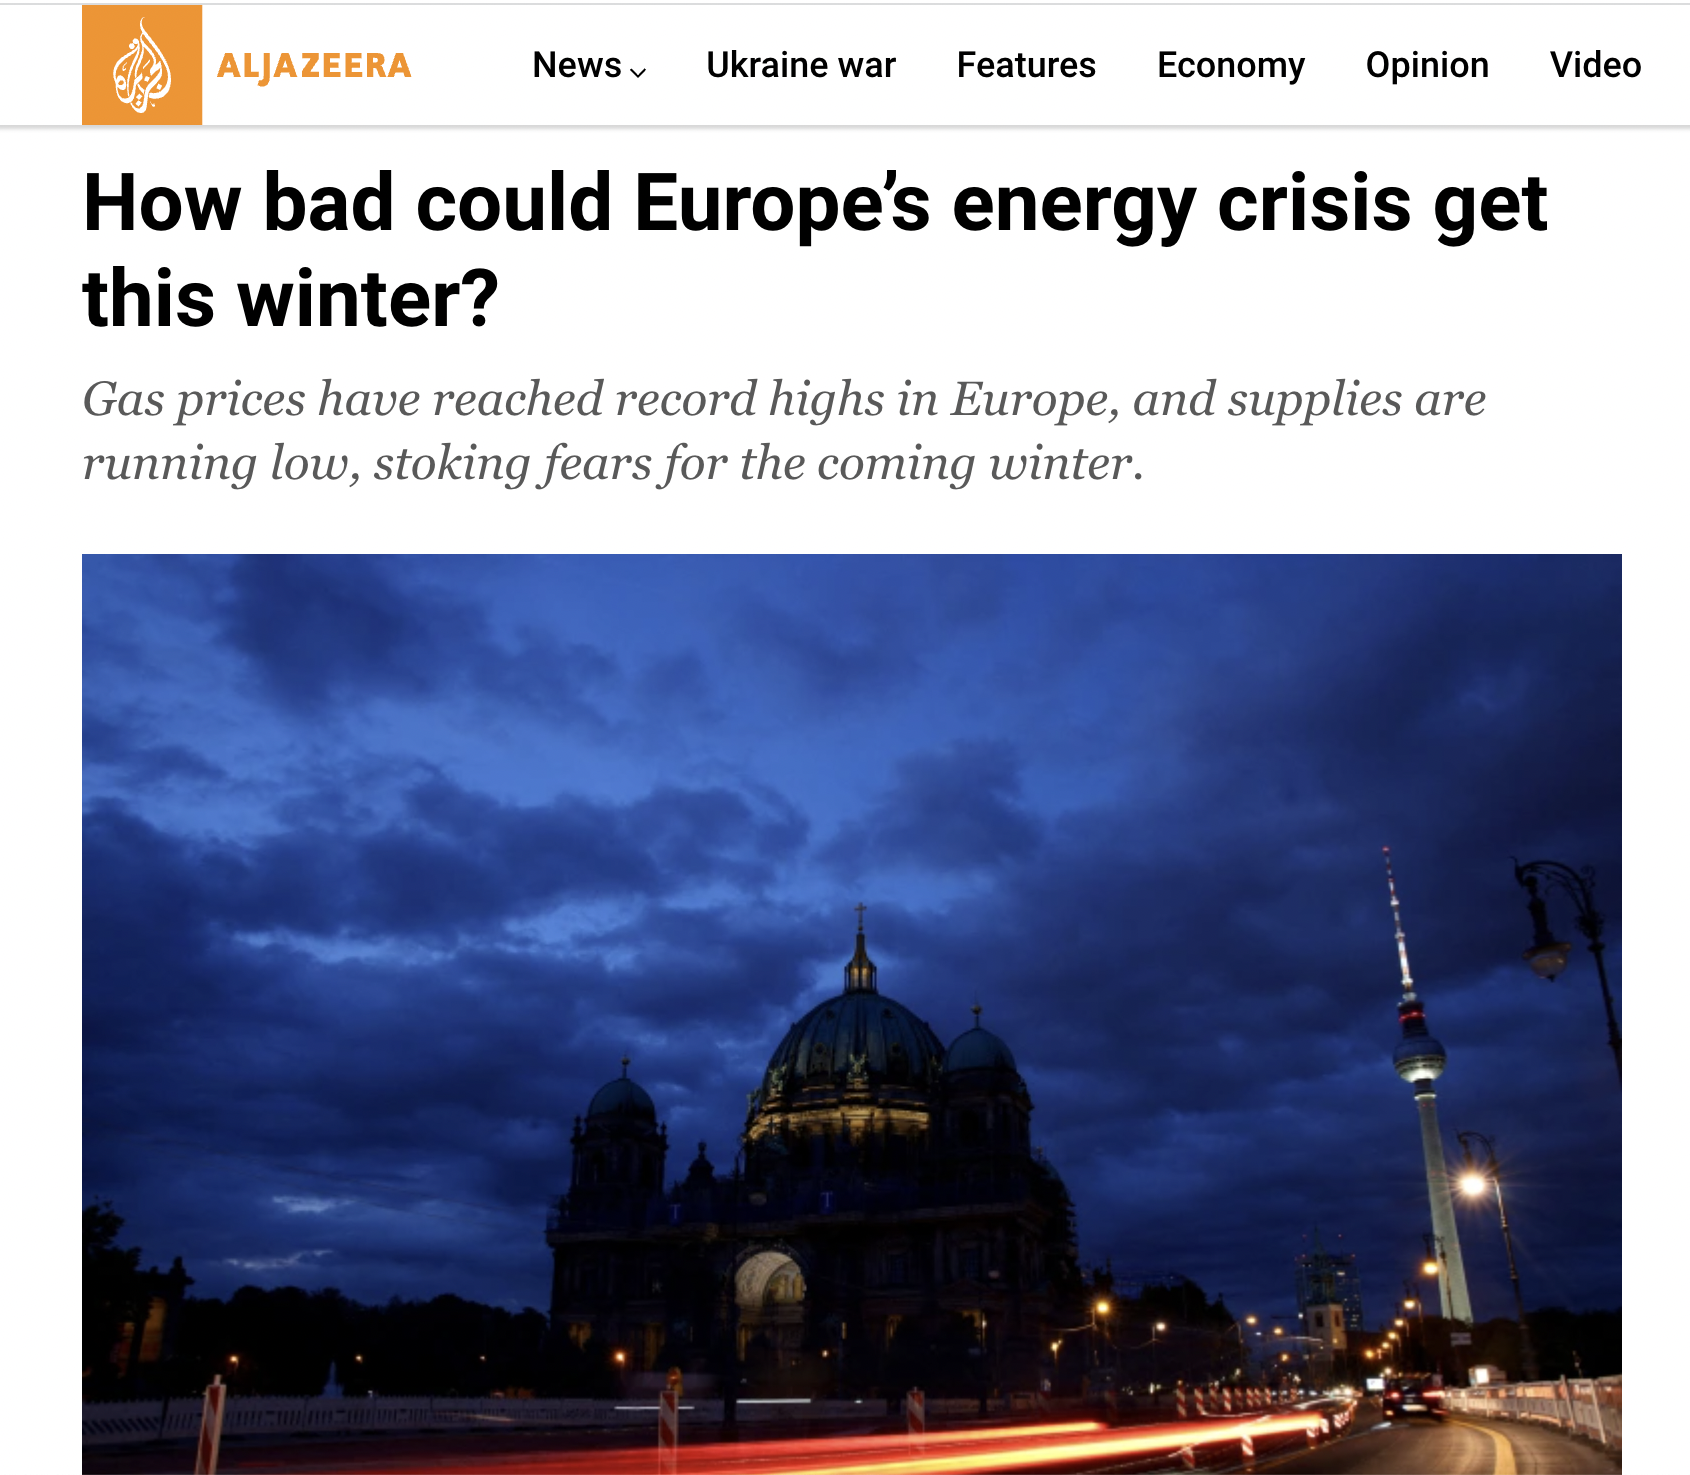 ALJAZEERA
News
Ukraine war
Features
Economy
Opinion
Video
How bad could Europe’s energy crisis get
this winter?
Gas prices have reached record highs in Europe, and supplies are
running low, stoking fears for the coming winter.